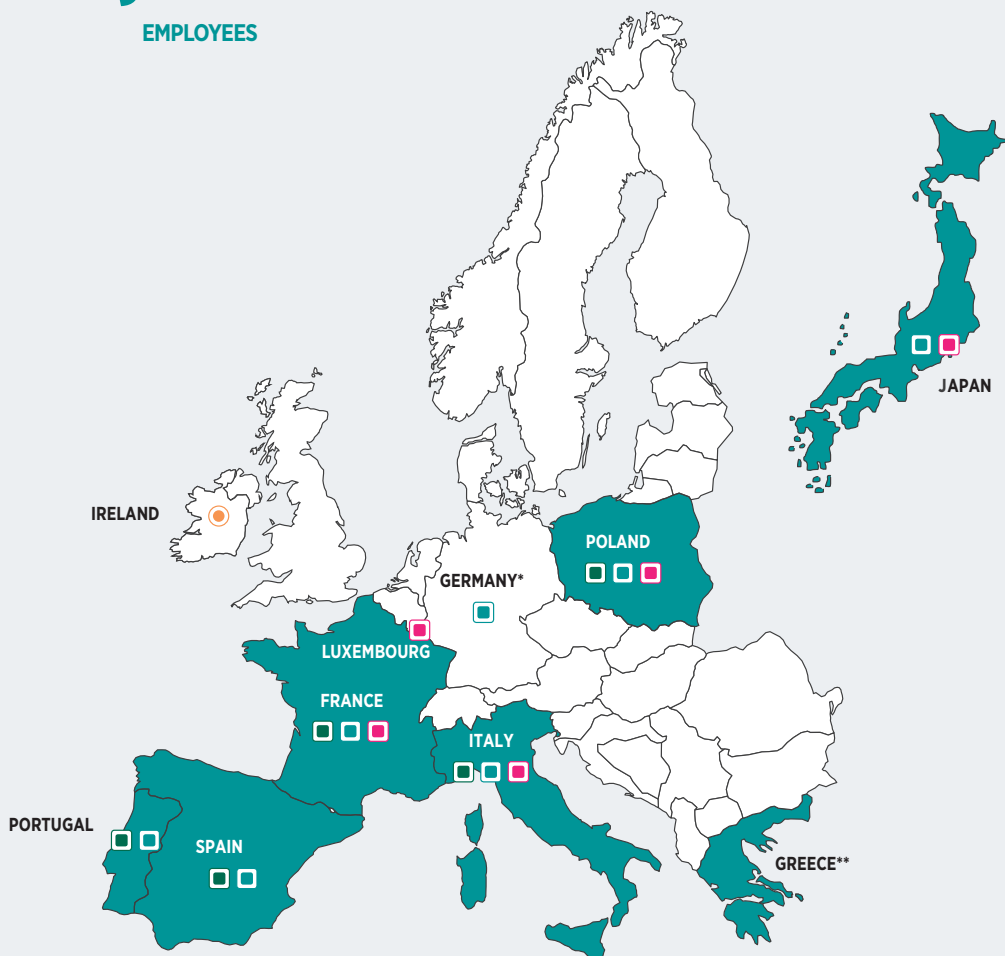 EMPLOYEES
JAPAN
IRELAND
POLAND
GERMANY*
LUXEMBOURG
FRANCE
ITALY
PORTUGAL
SPAIN
GREECE**